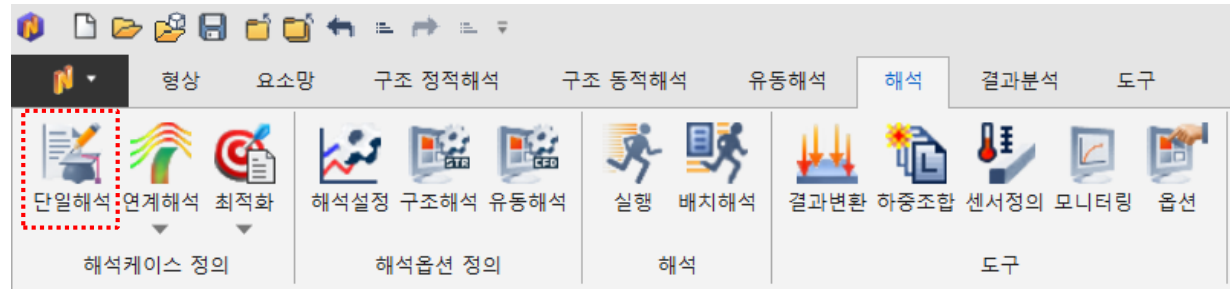 형상 요소망 구조 정적해석 구조 동적해석 유동해석 해석 결과분석 도구
STR CFD L
단일해석 연계해석 최적화 해석설정 구조해석 유동해석 실행 배치해석 결과변환 하중조합 센서정의 모니터링 옵션
해석케이스 정의 해석옵션 정의 해석 도구